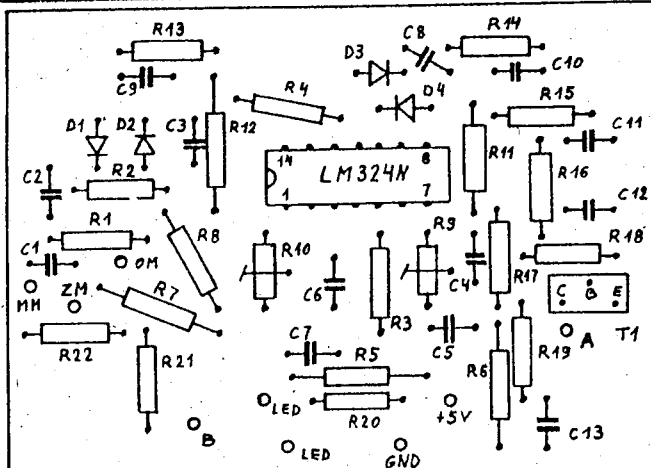 R13
C9
D3
C8
R14
C10
R4
D4
R15
D1
D2
C3
R12
C11
14
8
LM324N
1
7
R11
R16
C2
R2
C12
R1
R8
R10
R9
R18
C1
OM
C6
C4
R17
MM
ZM
R7
R3
C B E
R22
R21
C7
C5
A
T1
R5
R6
R19
LED
R20
+5V
B
LED
GND
C13